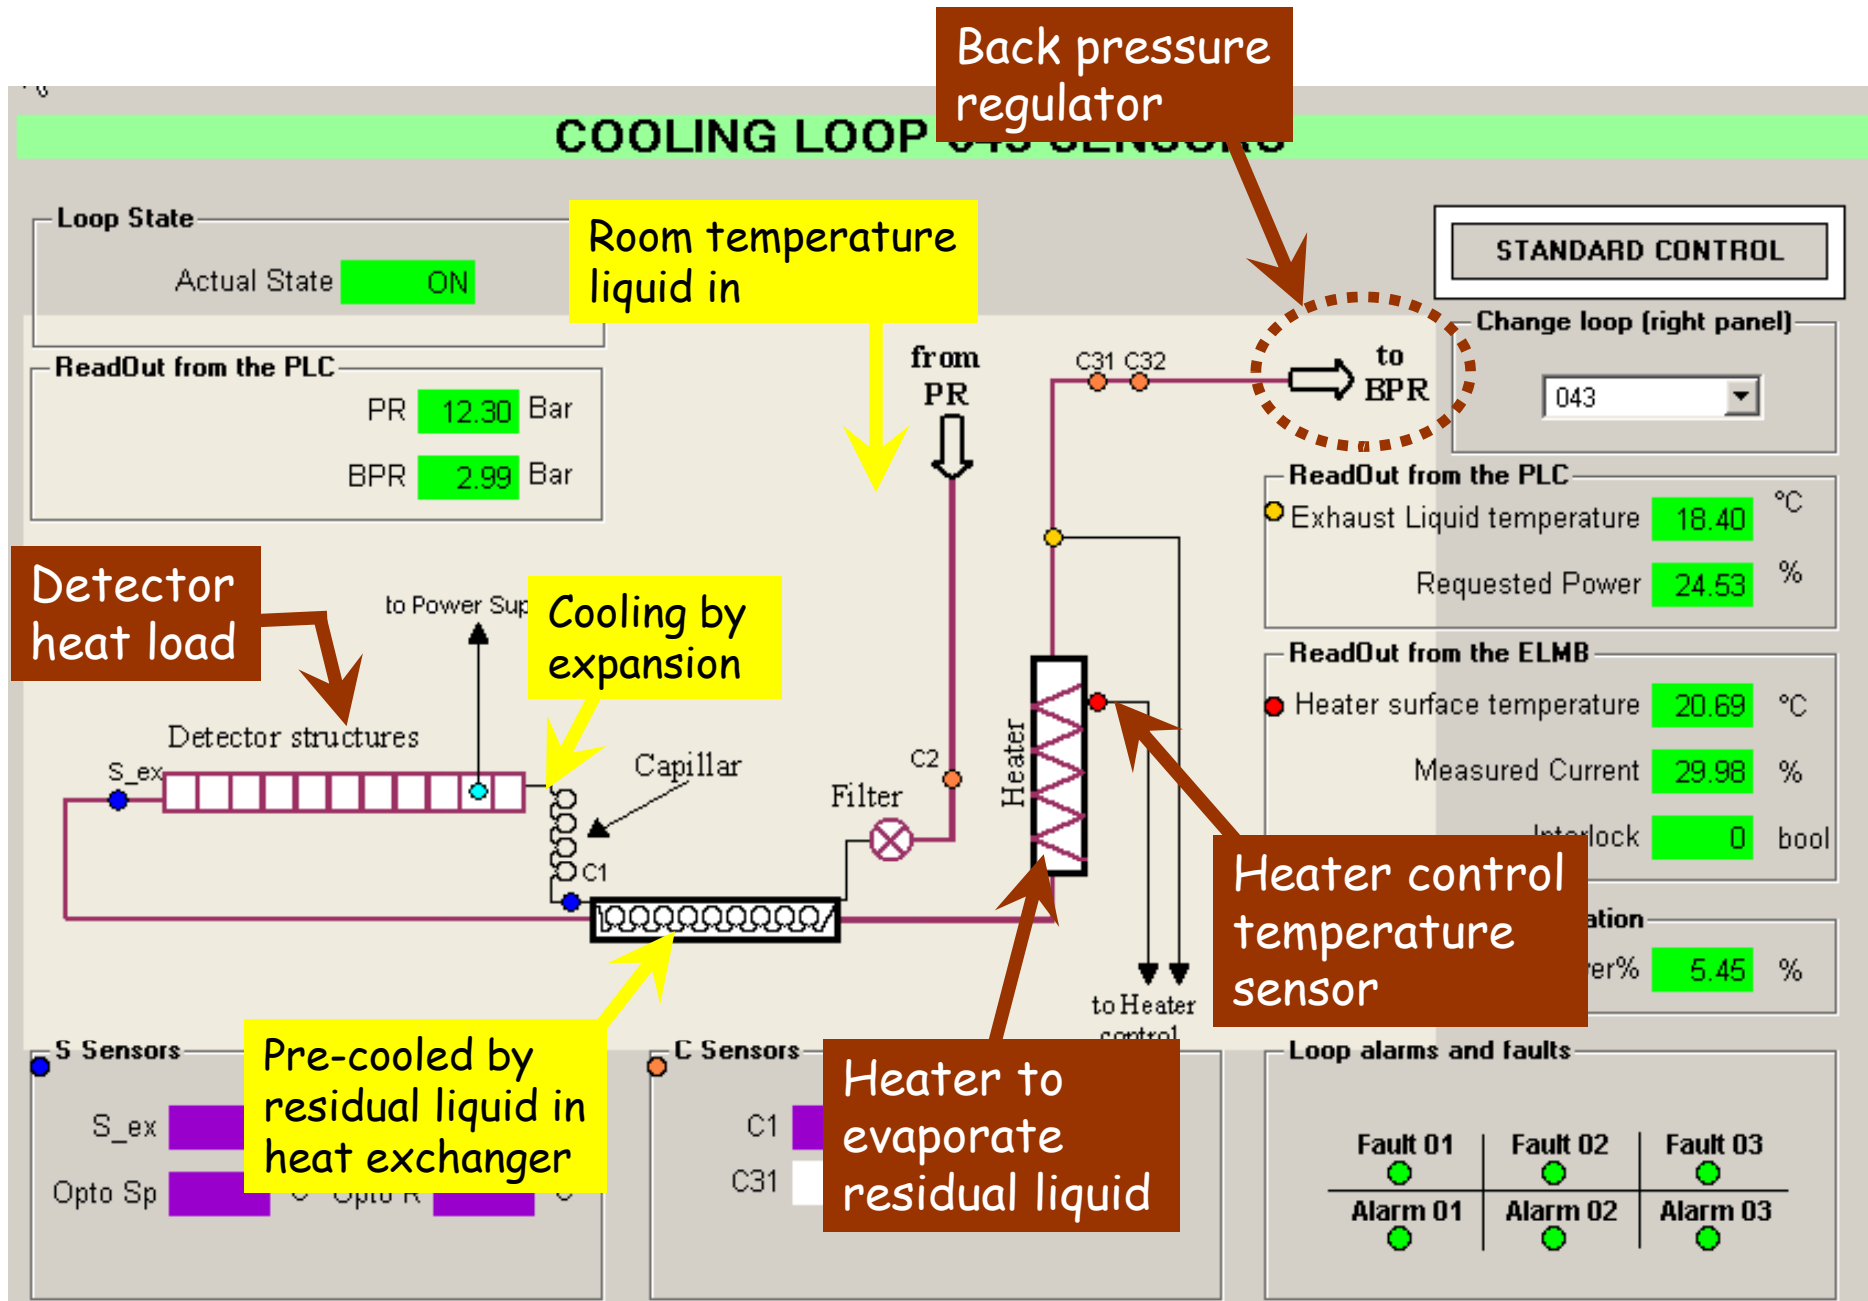 Back pressure
regulator
COOLING LOOP
Loop State
Actual State ON
Room temperature
liquid in
STANDARD CONTROL
Change loop (right panel)
043
ReadOut from the PLC
PR 12.30 Bar
BPR 2.99 Bar
from
PR
C31 C32
to
BPR
ReadOut from the PLC
Exhaust Liquid temperature 18.40 °C
Requested Power 24.53 %
Detector
heat load
to Power Sup
Cooling by
expansion
ReadOut from the ELMB
Heater surface temperature 20.69 °C
Measured Current 29.98 %
Interlock 0 bool
Detector structures
S_ex
Capillar
C2
Filter
Heater
C1
Heater control
temperature
sensor
ation
er% 5.45 %
to Heater
control
S Sensors
S_ex
Opto Sp
Opto R
Pre-cooled by
residual liquid in
heat exchanger
C Sensors
C1
C31
Heater to
evaporate
residual liquid
Loop alarms and faults
Fault 01 Fault 02 Fault 03
Alarm 01 Alarm 02 Alarm 03